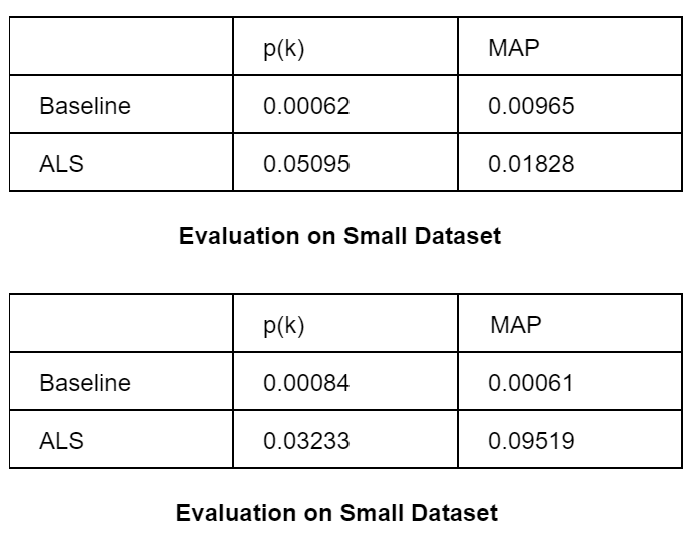 p(k) MAP
Baseline 0.00062 0.00965
ALS 0.05095 0.01828
Evaluation on Small Dataset
p(k) MAP
Baseline 0.00084 0.00061
ALS 0.03233 0.09519
Evaluation on Small Dataset